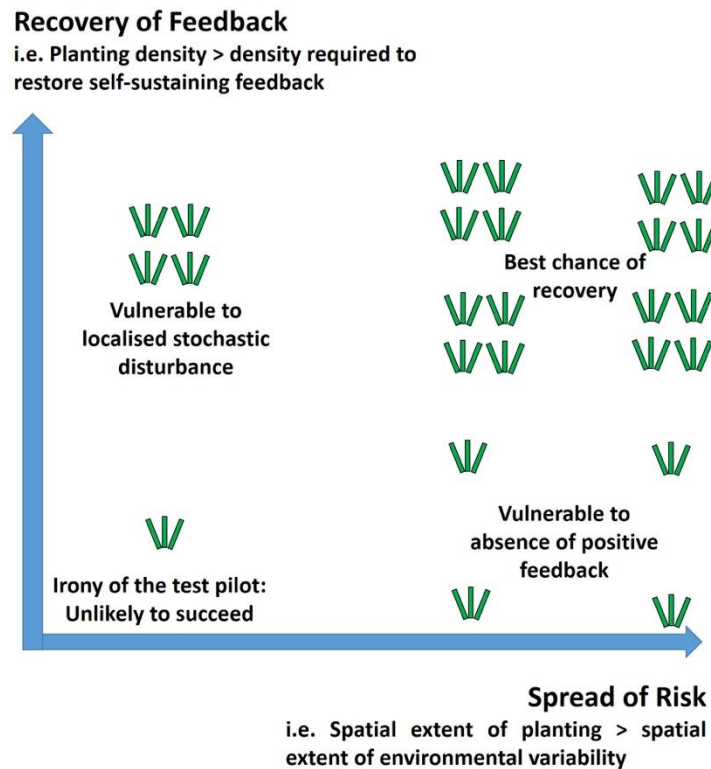 Recovery of Feedback
i.e. Planting density > density required to
restore self-sustaining feedback
Best chance of
recovery
Vulnerable to
localised stochastic
disturbance
Vulnerable to
absence of positive
feedback
Irony of the test pilot:
Unlikely to succeed
Spread of Risk
i.e. Spatial extent of planting > spatial
extent of environmental variability